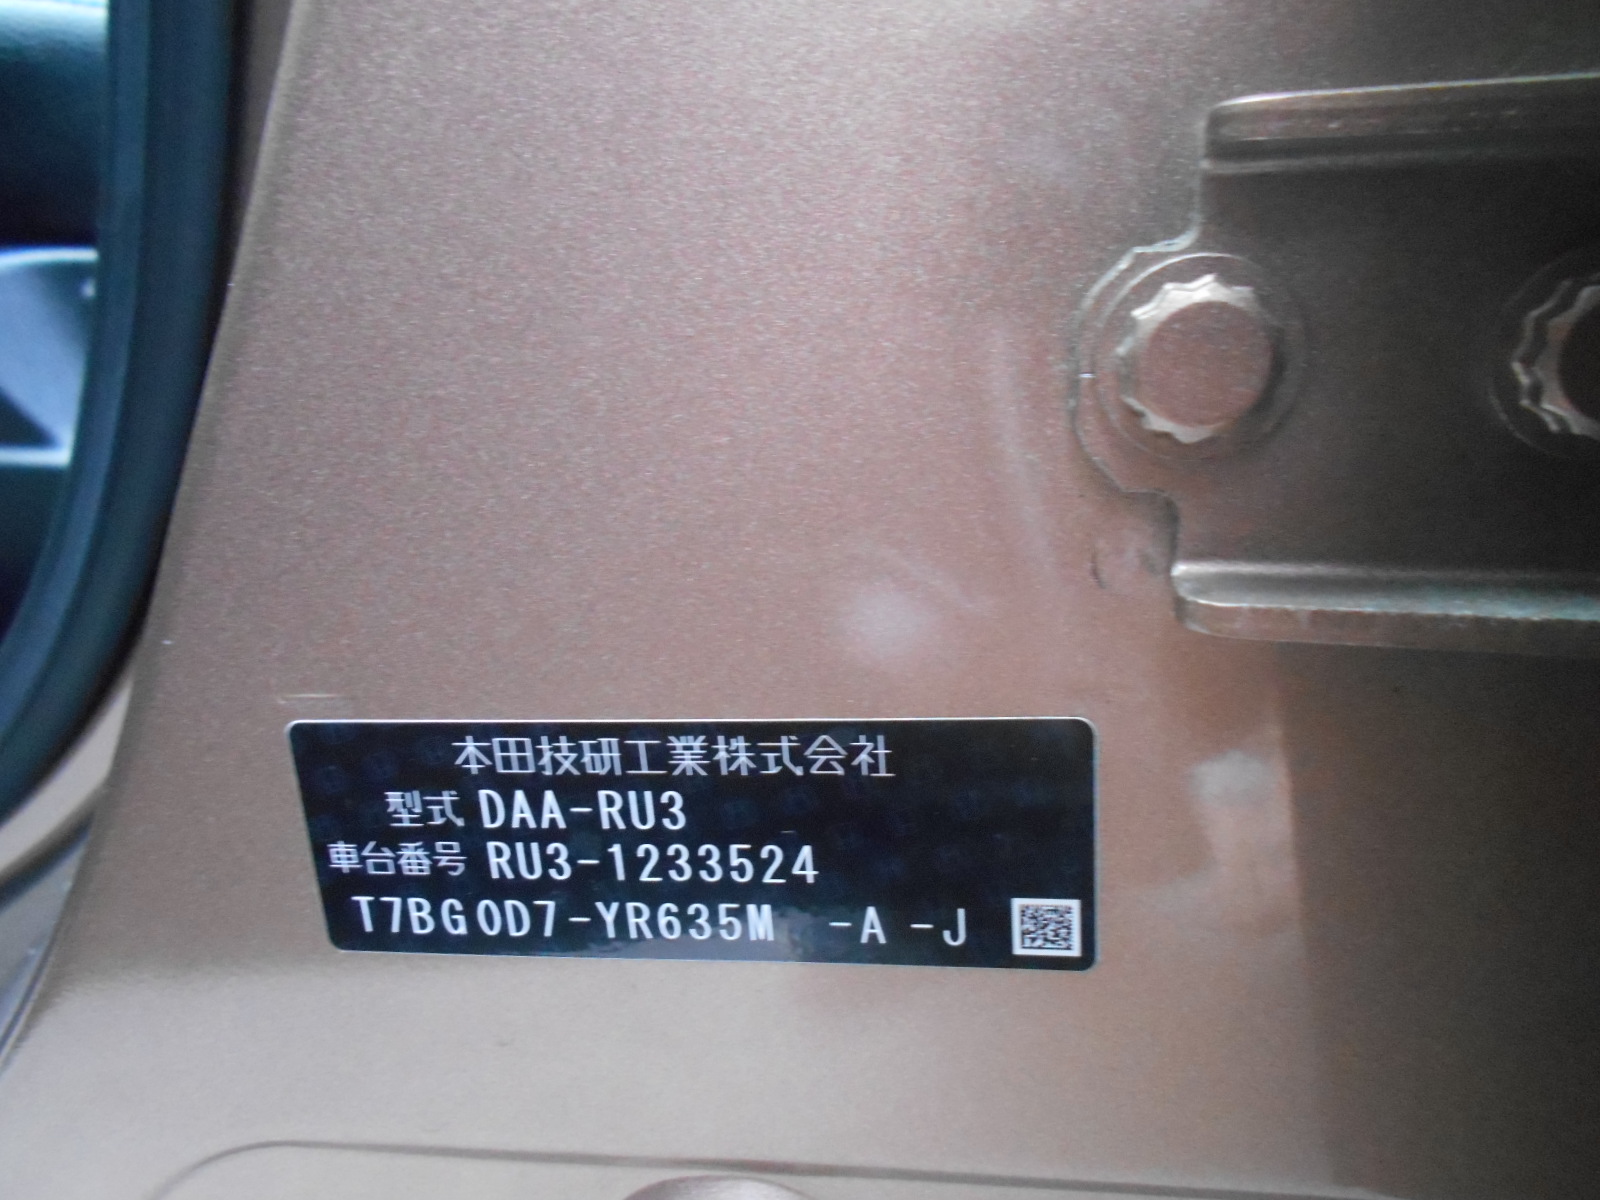 本田技研工業株式会社
型式 DAA-RU3
車台番号 RU3-1233524
T7BG0D7-YR635M -A -J